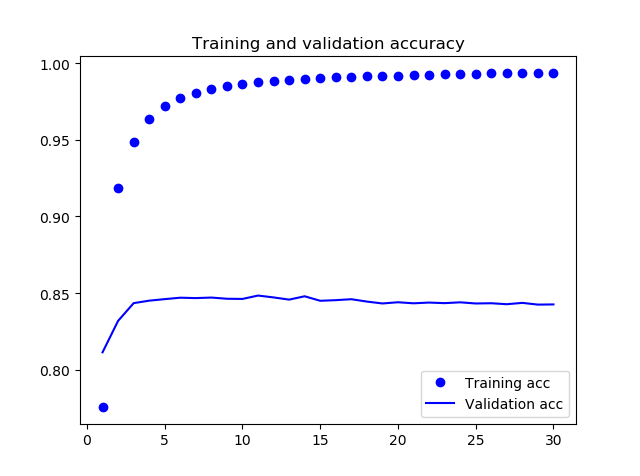 Training and validation accuracy
1.00
0.95
0.90
0.85
0.80
Training acc
Validation acc
0 5 10 15 20 25 30